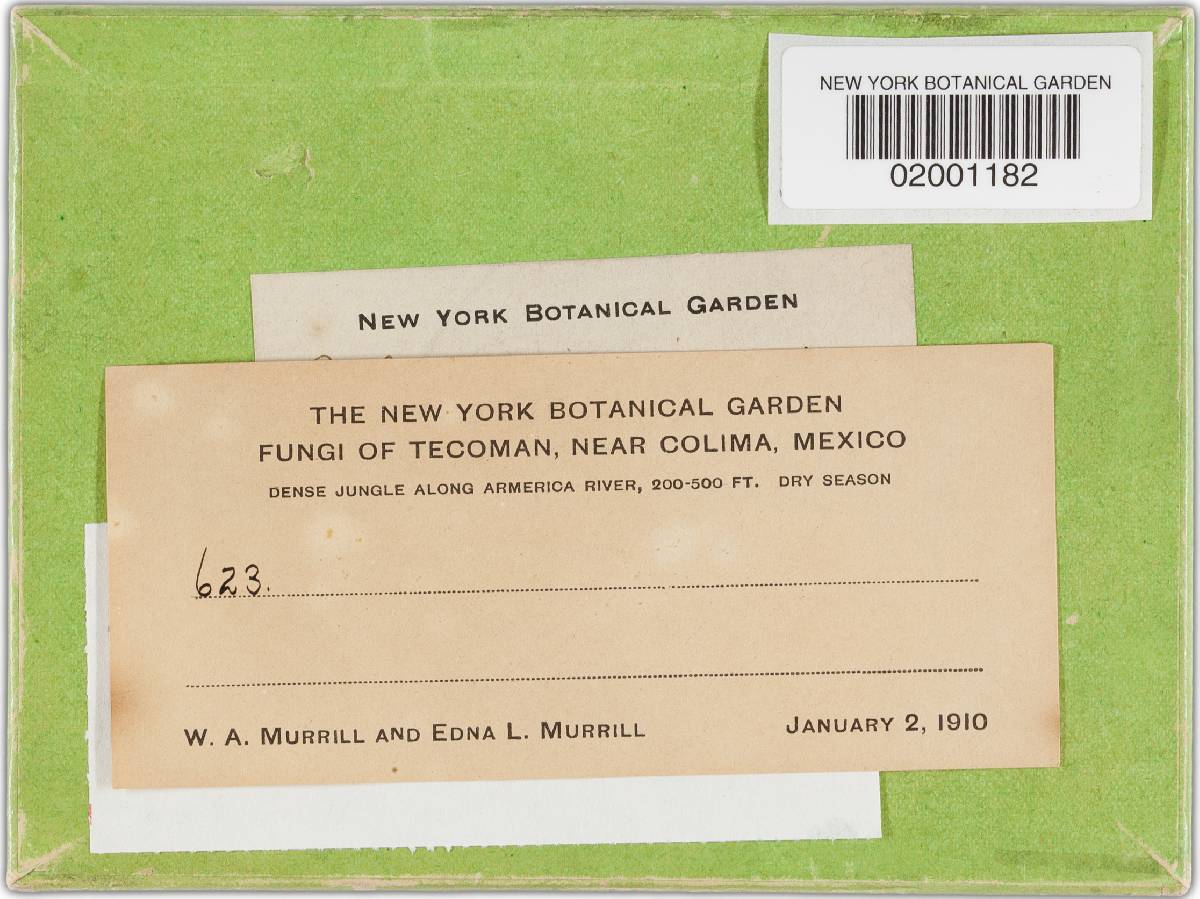 NEW YORK BOTANICAL GARDEN
02001182
NEW YORK BOTANICAL GARDEN
THE NEW YORK BOTANICAL GARDEN
FUNGI OF TECOMAN, NEAR COLIMA, MEXICO
DENSE JUNGLE ALONG ARMERICA RIVER, 200-500 FT. DRY SEASON
623.
W. A. MURRILL AND EDNA L. MURRILL JANUARY 2, 1910